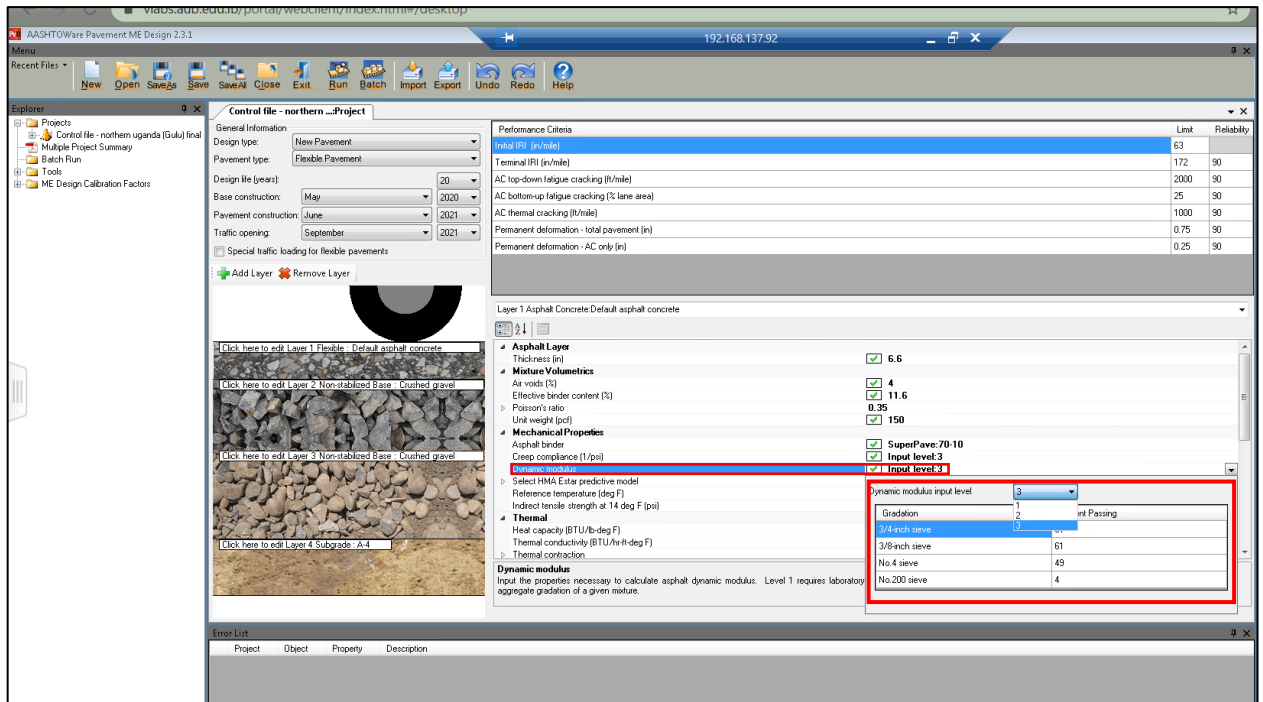 vlabs.aub.edu.lb/portal/webclient/index.html#/desktop
AASHTOWare Pavement ME Design 2.3.1
192.168.137.92
Menu
Recent Files
New Open SaveAs Save SaveAll Close Exit Run Batch Import Export Undo Redo Help
Explorer
Projects
Control file - northern uganda (Gulu) final
Multiple Project Summary
Batch Run
Tools
ME Design Calibration Factors
Control file - northern ...:Project
General Information
Design type: New Pavement
Pavement type: Flexible Pavement
Design life (years): 20
Base construction: May 2020
Pavement construction: June 2021
Traffic opening: September 2021
Special traffic loading for flexible pavements
Add Layer Remove Layer
Click here to edit Layer 1 Flexible : Default asphalt concrete
Click here to edit Layer 2 Non-stabilized Base : Crushed gravel
Click here to edit Layer 3 Non-stabilized Base : Crushed gravel
Click here to edit Layer 4 Subgrade : A-4
Performance Criteria Limit Reliability
Initial IRI (in/mile) 63
Terminal IRI (in/mile) 172 90
AC top-down fatigue cracking (ft/mile) 2000 90
AC bottom-up fatigue cracking (% lane area) 25 90
AC thermal cracking (ft/mile) 1000 90
Permanent deformation - total pavement (in) 0.75 90
Permanent deformation - AC only (in) 0.25 90
Layer 1 Asphalt Concrete:Default asphalt concrete
Asphalt Layer
Thickness (in) 6.6
Mixture Volumetrics
Air voids (%) 4
Effective binder content (%) 11.6
Poisson's ratio 0.35
Unit weight (pcf) 150
Mechanical Properties
Asphalt binder SuperPave:70-10
Creep compliance (1/psi) Input level:3
Dynamic modulus Input level:3
Select HMA Estar predictive model
Reference temperature (deg F)
Indirect tensile strength at 14 deg F (psi)
Thermal
Heat capacity (BTU/lb-deg F)
Thermal conductivity (BTU/hr-ft-deg F)
Thermal contraction
Dynamic modulus input level 3
1
2
3
Gradation Passing
3/4-inch sieve
3/8-inch sieve 61
No.4 sieve 49
No.200 sieve 4
Dynamic modulus
Input the properties necessary to calculate asphalt dynamic modulus. Level 1 requires laboratory
aggregate gradation of a given mixture.
Error List
Project Object Property Description